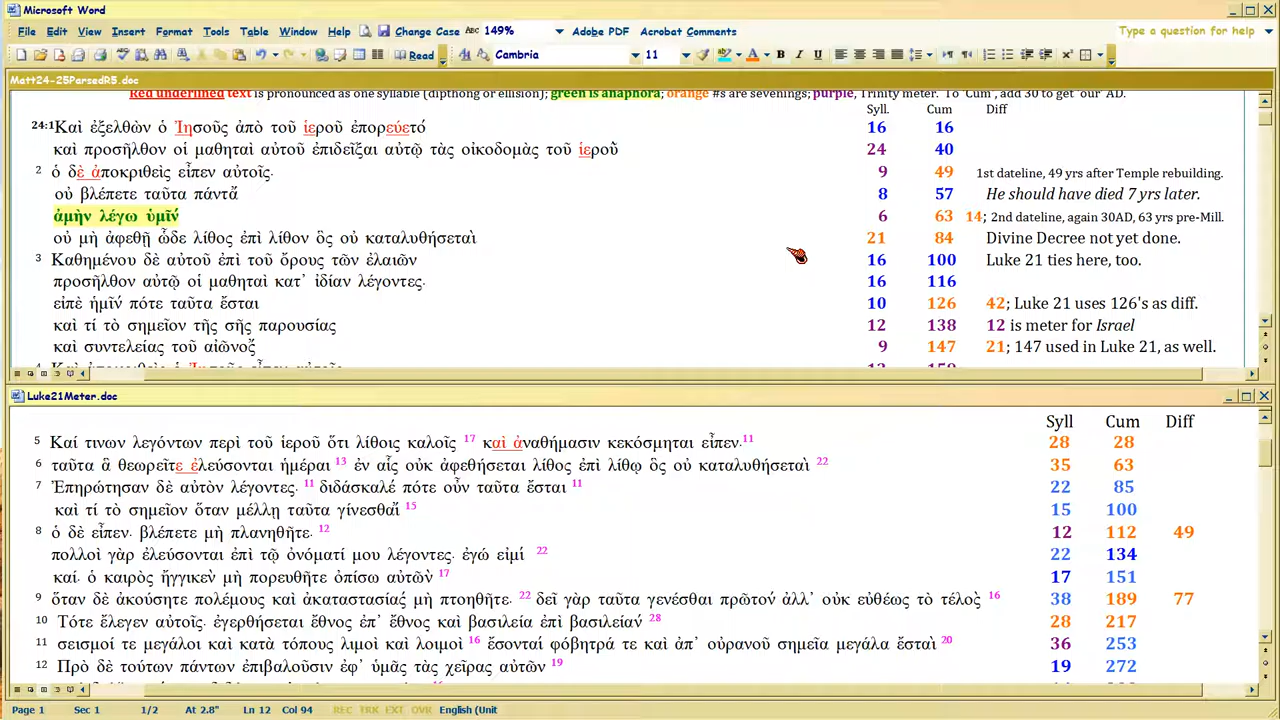 Microsoft Word
File Edit View Insert Format Tools Table Window Help Change Case ABC 149% Adobe PDF Acrobat Comments Type a question for help
Read Cambria 11 B I U
Matt24-25ParsedR5.doc
Red underlined text is pronounced as one syllable (dipthong or ellision); green is anaphora; orange #s are sevenings; purple, Trinity meter. To 'Cum', add 30 to get 'our' AD.
Syll. Cum Diff
24:1 Καὶ ἐξελθὼν ὁ Ἰησοῦς ἀπὸ τοῦ ἱεροῦ ἐπορεύετό 16 16
καὶ προσῆλθον οἱ μαθηταὶ αὐτοῦ ἐπιδεῖξαι αὐτῷ τὰς οἰκοδομὰς τοῦ ἱεροῦ 24 40
2 ὁ δὲ ἀποκριθεὶς εἶπεν αὐτοῖς· 9 49 1st dateline, 49 yrs after Temple rebuilding.
οὐ βλέπετε ταῦτα πάντᾰ 8 57 He should have died 7 yrs later.
ἀμὴν λέγω ὑμῖν 6 63 14; 2nd dateline, again 30AD, 63 yrs pre-Mill.
οὐ μὴ ἀφεθῇ ὧδε λίθος ἐπὶ λίθον ὃς οὐ καταλυθήσεταὶ 21 84 Divine Decree not yet done.
3 Καθημένου δὲ αὐτοῦ ἐπὶ τοῦ ὄρους τῶν ἐλαιῶν 16 100 Luke 21 ties here, too.
προσῆλθον αὐτῷ οἱ μαθηταὶ κατ᾽ ἰδίαν λέγοντες· 16 116
εἰπὲ ἡμῖν πότε ταῦτα ἔσται 10 126 42; Luke 21 uses 126's as diff.
καὶ τί τὸ σημεῖον τῆς σῆς παρουσίας 12 138 12 is meter for Israel
καὶ συντελείας τοῦ αἰῶνος 9 147 21; 147 used in Luke 21, as well.
Luke21Meter.doc
Syll Cum Diff
5 Καί τινων λεγόντων περὶ τοῦ ἱεροῦ ὅτι λίθοις καλοῖς 17 καὶ ἀναθήμασιν κεκόσμηται εἶπεν· 11 28 28
6 ταῦτα ἃ θεωρεῖτε ἐλεύσονται ἡμέραι 13 ἐν αἷς οὐκ ἀφεθήσεται λίθος ἐπὶ λίθῳ ὃς οὐ καταλυθήσεταὶ 22 35 63
7 Ἐπηρώτησαν δὲ αὐτὸν λέγοντες· 11 διδάσκαλέ πότε οὖν ταῦτα ἔσται 11 22 85
καὶ τί τὸ σημεῖον ὅταν μέλλῃ ταῦτα γίνεσθαῖ 15 15 100
8 ὁ δὲ εἶπεν· βλέπετε μὴ πλανηθῆτε· 12 12 112 49
πολλοὶ γὰρ ἐλεύσονται ἐπὶ τῷ ὀνόματί μου λέγοντες· ἐγώ εἰμί 22 22 134
καί· ὁ καιρὸς ἤγγικεν μὴ πορευθῆτε ὀπίσω αὐτῶν 17 17 151
9 ὅταν δὲ ἀκούσητε πολέμους καὶ ἀκαταστασίας μὴ πτοηθῆτε· 22 δεῖ γὰρ ταῦτα γενέσθαι πρῶτον ἀλλ᾽ οὐκ εὐθέως τὸ τέλος 16 38 189 77
10 Τότε ἔλεγεν αὐτοῖς· ἐγερθήσεται ἔθνος ἐπ᾽ ἔθνος καὶ βασιλεία ἐπὶ βασιλείαν 28 28 217
11 σεισμοί τε μεγάλοι καὶ κατὰ τόπους λιμοὶ καὶ λοιμοὶ 16 ἔσονταί φόβητρά τε καὶ ἀπ᾽ οὐρανοῦ σημεῖα μεγάλα ἔσταὶ 20 36 253
12 Πρὸ δὲ τούτων πάντων ἐπιβαλοῦσιν ἐφ᾽ ὑμᾶς τὰς χεῖρας αὐτῶν 19 19 272
Page 1 Sec 1 1/2 At 2.8" Ln 12 Col 94 REC TRK EXT OVR English (Unit